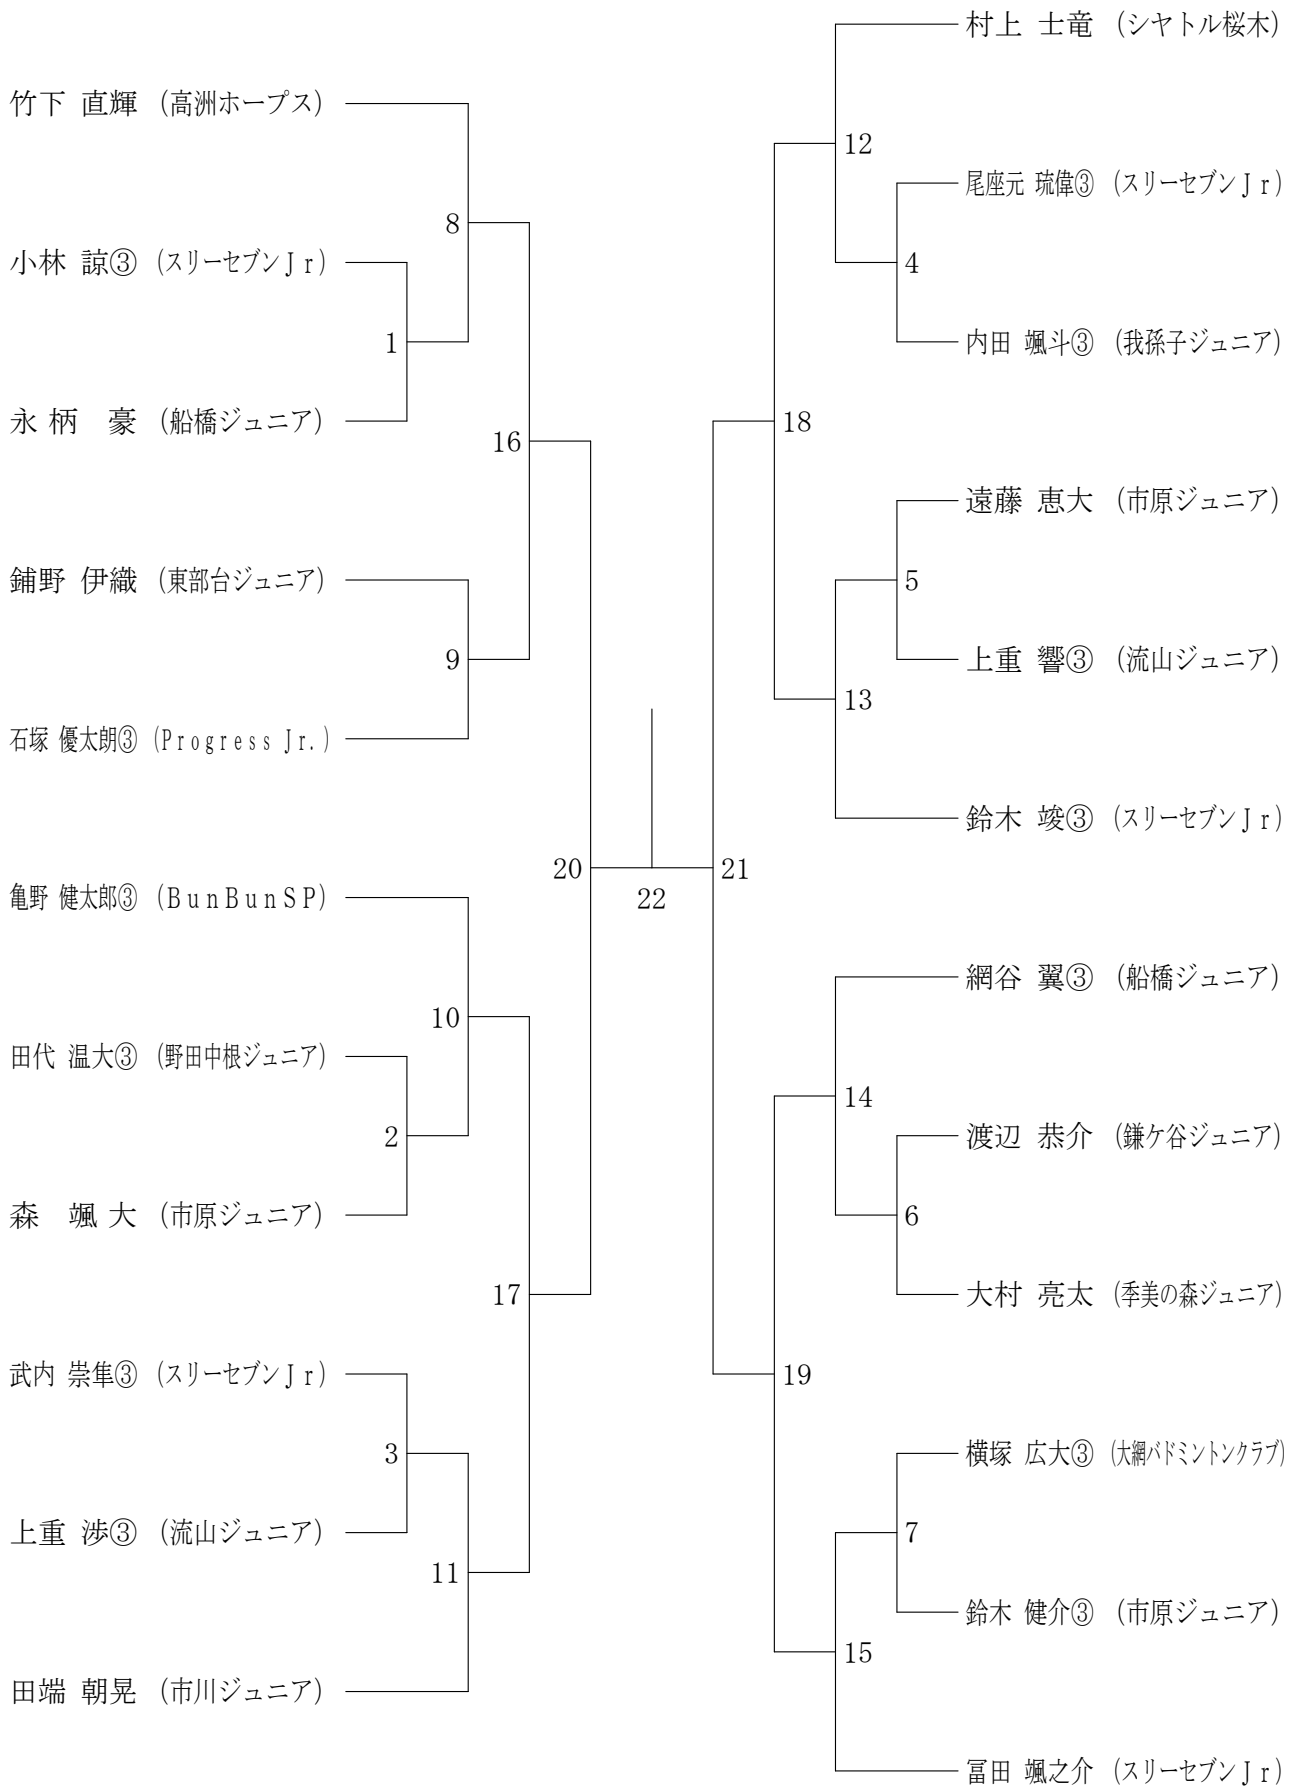 竹下 直輝 (高洲ホープス)
8
小林 諒③ (スリーセブンJr)
1
永柄 豪 (船橋ジュニア)
16
鋪野 伊織 (東部台ジュニア)
9
石塚 優太朗③ (Progress Jr.)
20
亀野 健太郎③ (BunBunSP)
10
田代 温大③ (野田中根ジュニア)
2
森 颯大 (市原ジュニア)
17
武内 崇隼③ (スリーセブンJr)
3
上重 渉③ (流山ジュニア)
11
田端 朝晃 (市川ジュニア)
22
村上 士竜 (シヤトル桜木)
12
尾座元 琉偉③ (スリーセブンJr)
4
内田 颯斗③ (我孫子ジュニア)
18
遠藤 恵大 (市原ジュニア)
5
上重 響③ (流山ジュニア)
13
鈴木 竣③ (スリーセブンJr)
21
網谷 翼③ (船橋ジュニア)
14
渡辺 恭介 (鎌ケ谷ジュニア)
6
大村 亮太 (季美の森ジュニア)
19
横塚 広大③ (大網バドミントンクラブ)
7
鈴木 健介③ (市原ジュニア)
15
冨田 颯之介 (スリーセブンJr)